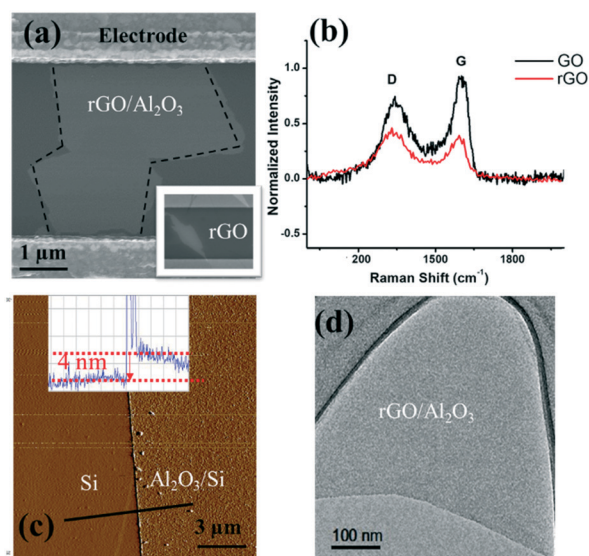 (a)
Electrode
rGO/Al₂O₃
rGO
1 µm
(b)
GO
rGO
D
G
1.0
0.5
0.0
-0.5
Normalized Intensity
1200
1500
1800
Raman Shift (cm⁻¹)
4 nm
Si
Al₂O₃/Si
(c)
3 µm
(d)
rGO/Al₂O₃
100 nm